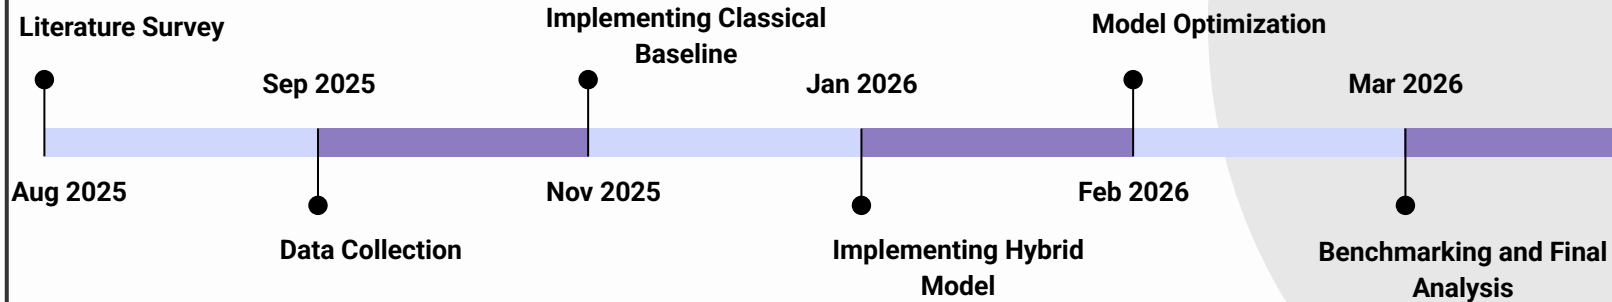 Literature Survey
Aug 2025
Sep 2025
Data Collection
Implementing Classical
Baseline
Nov 2025
Jan 2026
Implementing Hybrid
Model
Model Optimization
Feb 2026
Mar 2026
Benchmarking and Final
Analysis